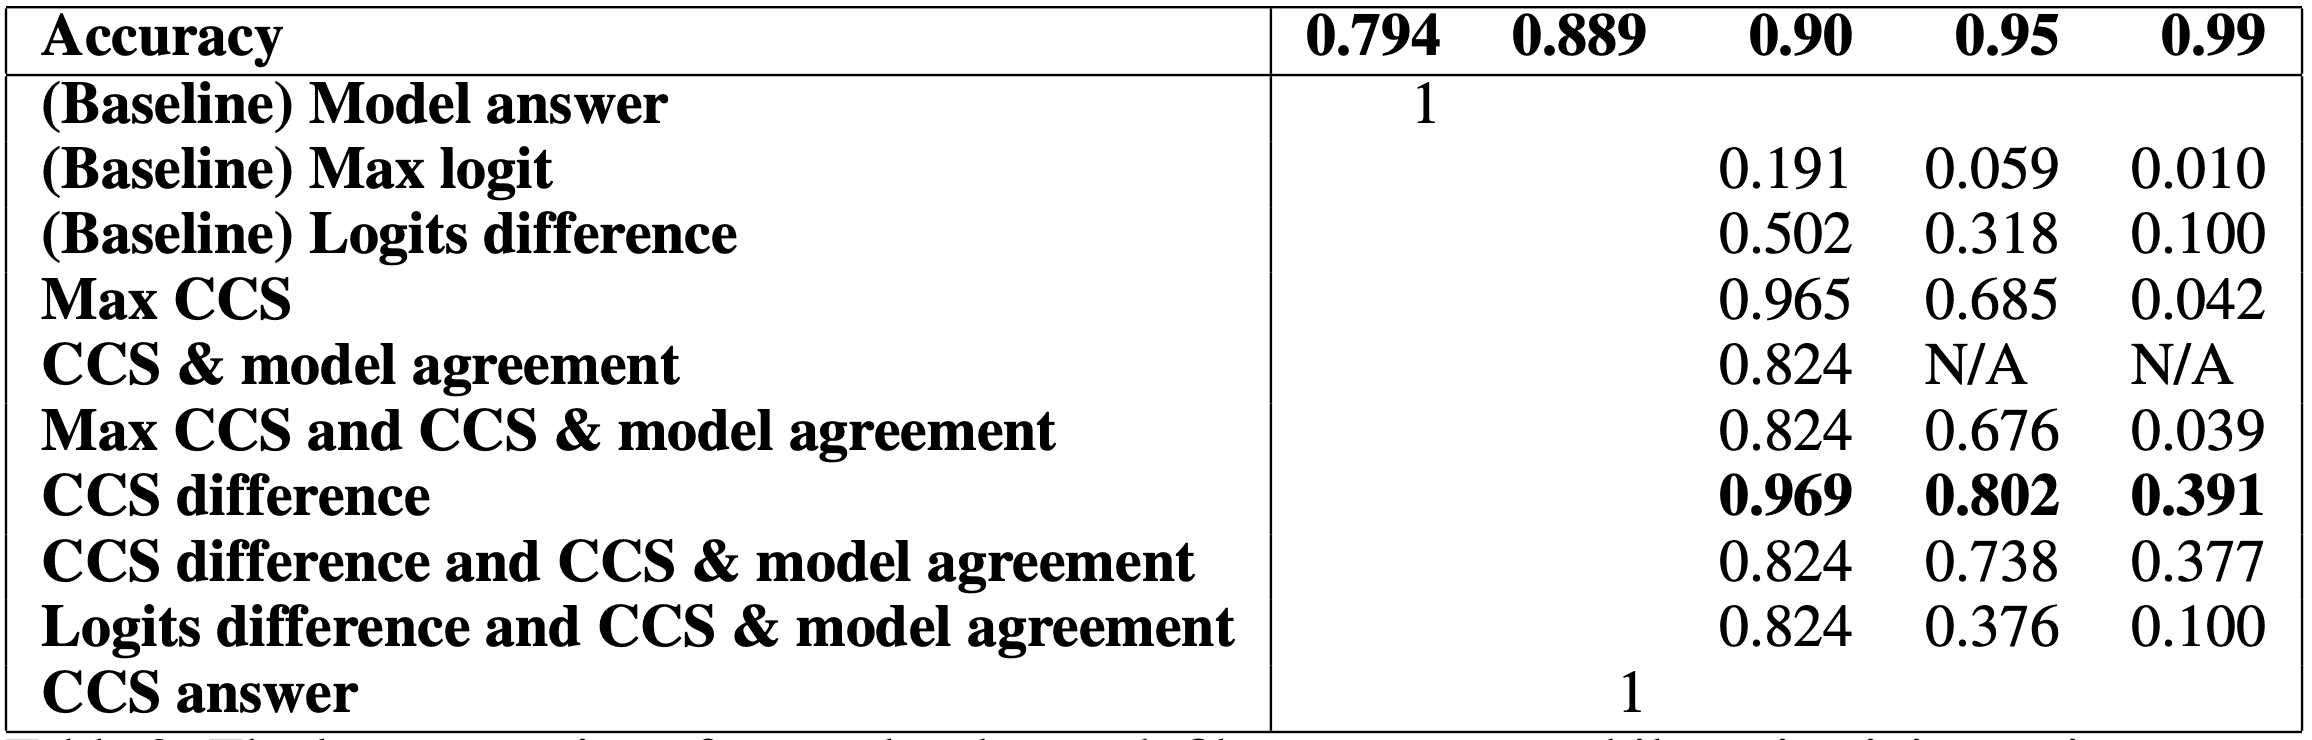 Accuracy 0.794 0.889 0.90 0.95 0.99
(Baseline) Model answer 1
(Baseline) Max logit 0.191 0.059 0.010
(Baseline) Logits difference 0.502 0.318 0.100
Max CCS 0.965 0.685 0.042
CCS & model agreement 0.824 N/A N/A
Max CCS and CCS & model agreement 0.824 0.676 0.039
CCS difference 0.969 0.802 0.391
CCS difference and CCS & model agreement 0.824 0.738 0.377
Logits difference and CCS & model agreement 0.824 0.376 0.100
CCS answer 1